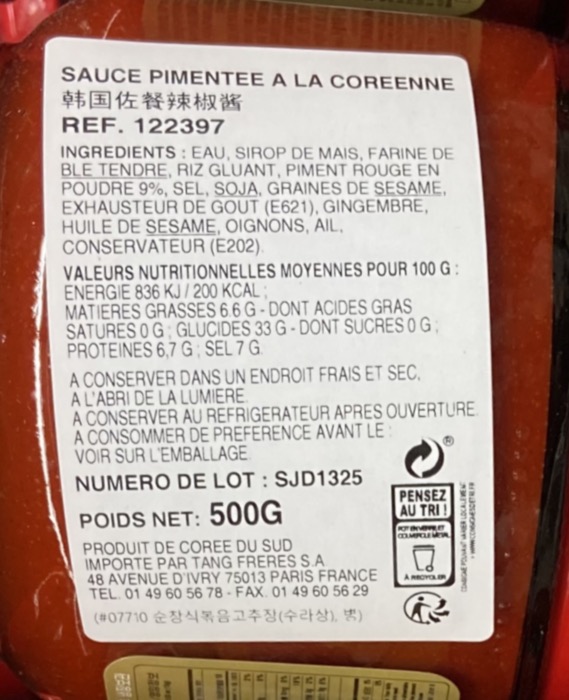 SAUCE PIMENTEE A LA COREENNE
韩国佐餐辣椒酱
REF. 122397
INGREDIENTS : EAU, SIROP DE MAIS, FARINE DE
BLE TENDRE, RIZ GLUANT, PIMENT ROUGE EN
POUDRE 9%, SEL, SOJA, GRAINES DE SESAME,
EXHAUSTEUR DE GOUT (E621), GINGEMBRE,
HUILE DE SESAME, OIGNONS, AIL,
CONSERVATEUR (E202).
VALEURS NUTRITIONNELLES MOYENNES POUR 100 G :
ENERGIE 836 KJ / 200 KCAL ;
MATIERES GRASSES 6.6 G - DONT ACIDES GRAS
SATURES 0 G ; GLUCIDES 33 G - DONT SUCRES 0 G ;
PROTEINES 6,7 G ; SEL 7 G.
A CONSERVER DANS UN ENDROIT FRAIS ET SEC,
A L'ABRI DE LA LUMIERE.
A CONSERVER AU REFRIGERATEUR APRES OUVERTURE.
A CONSOMMER DE PREFERENCE AVANT LE :
VOIR SUR L'EMBALLAGE
NUMERO DE LOT : SJD1325
POIDS NET: 500G
PRODUIT DE COREE DU SUD
IMPORTE PAR TANG FRERES S.A
48 AVENUE D'IVRY 75013 PARIS FRANCE
TEL. 01 49 60 56 78 - FAX. 01 49 60 56 29
(#07710 순창식볶음고추장(수라상), 병)
®
PENSEZ
AU TRI !
POT EN VERRE ET
COUVERCLE METAL
A RECYCLER